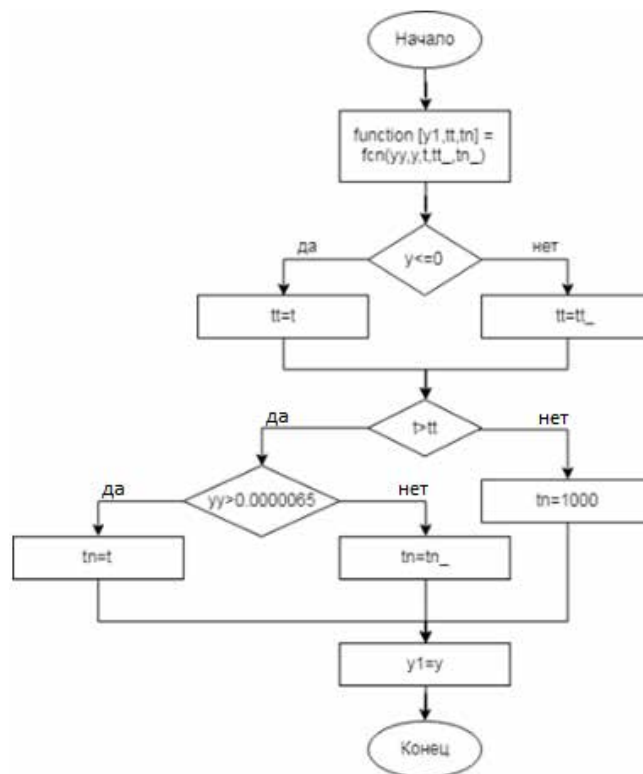 Начало
function [y1,tt,tn] =
fcn(yy,y,t,tt_,tn_)
да
y<=0
нет
tt=t
tt=tt_
да
t>tt
нет
да
yy>0.0000065
нет
tn=1000
tn=t
tn=tn_
y1=y
Конец